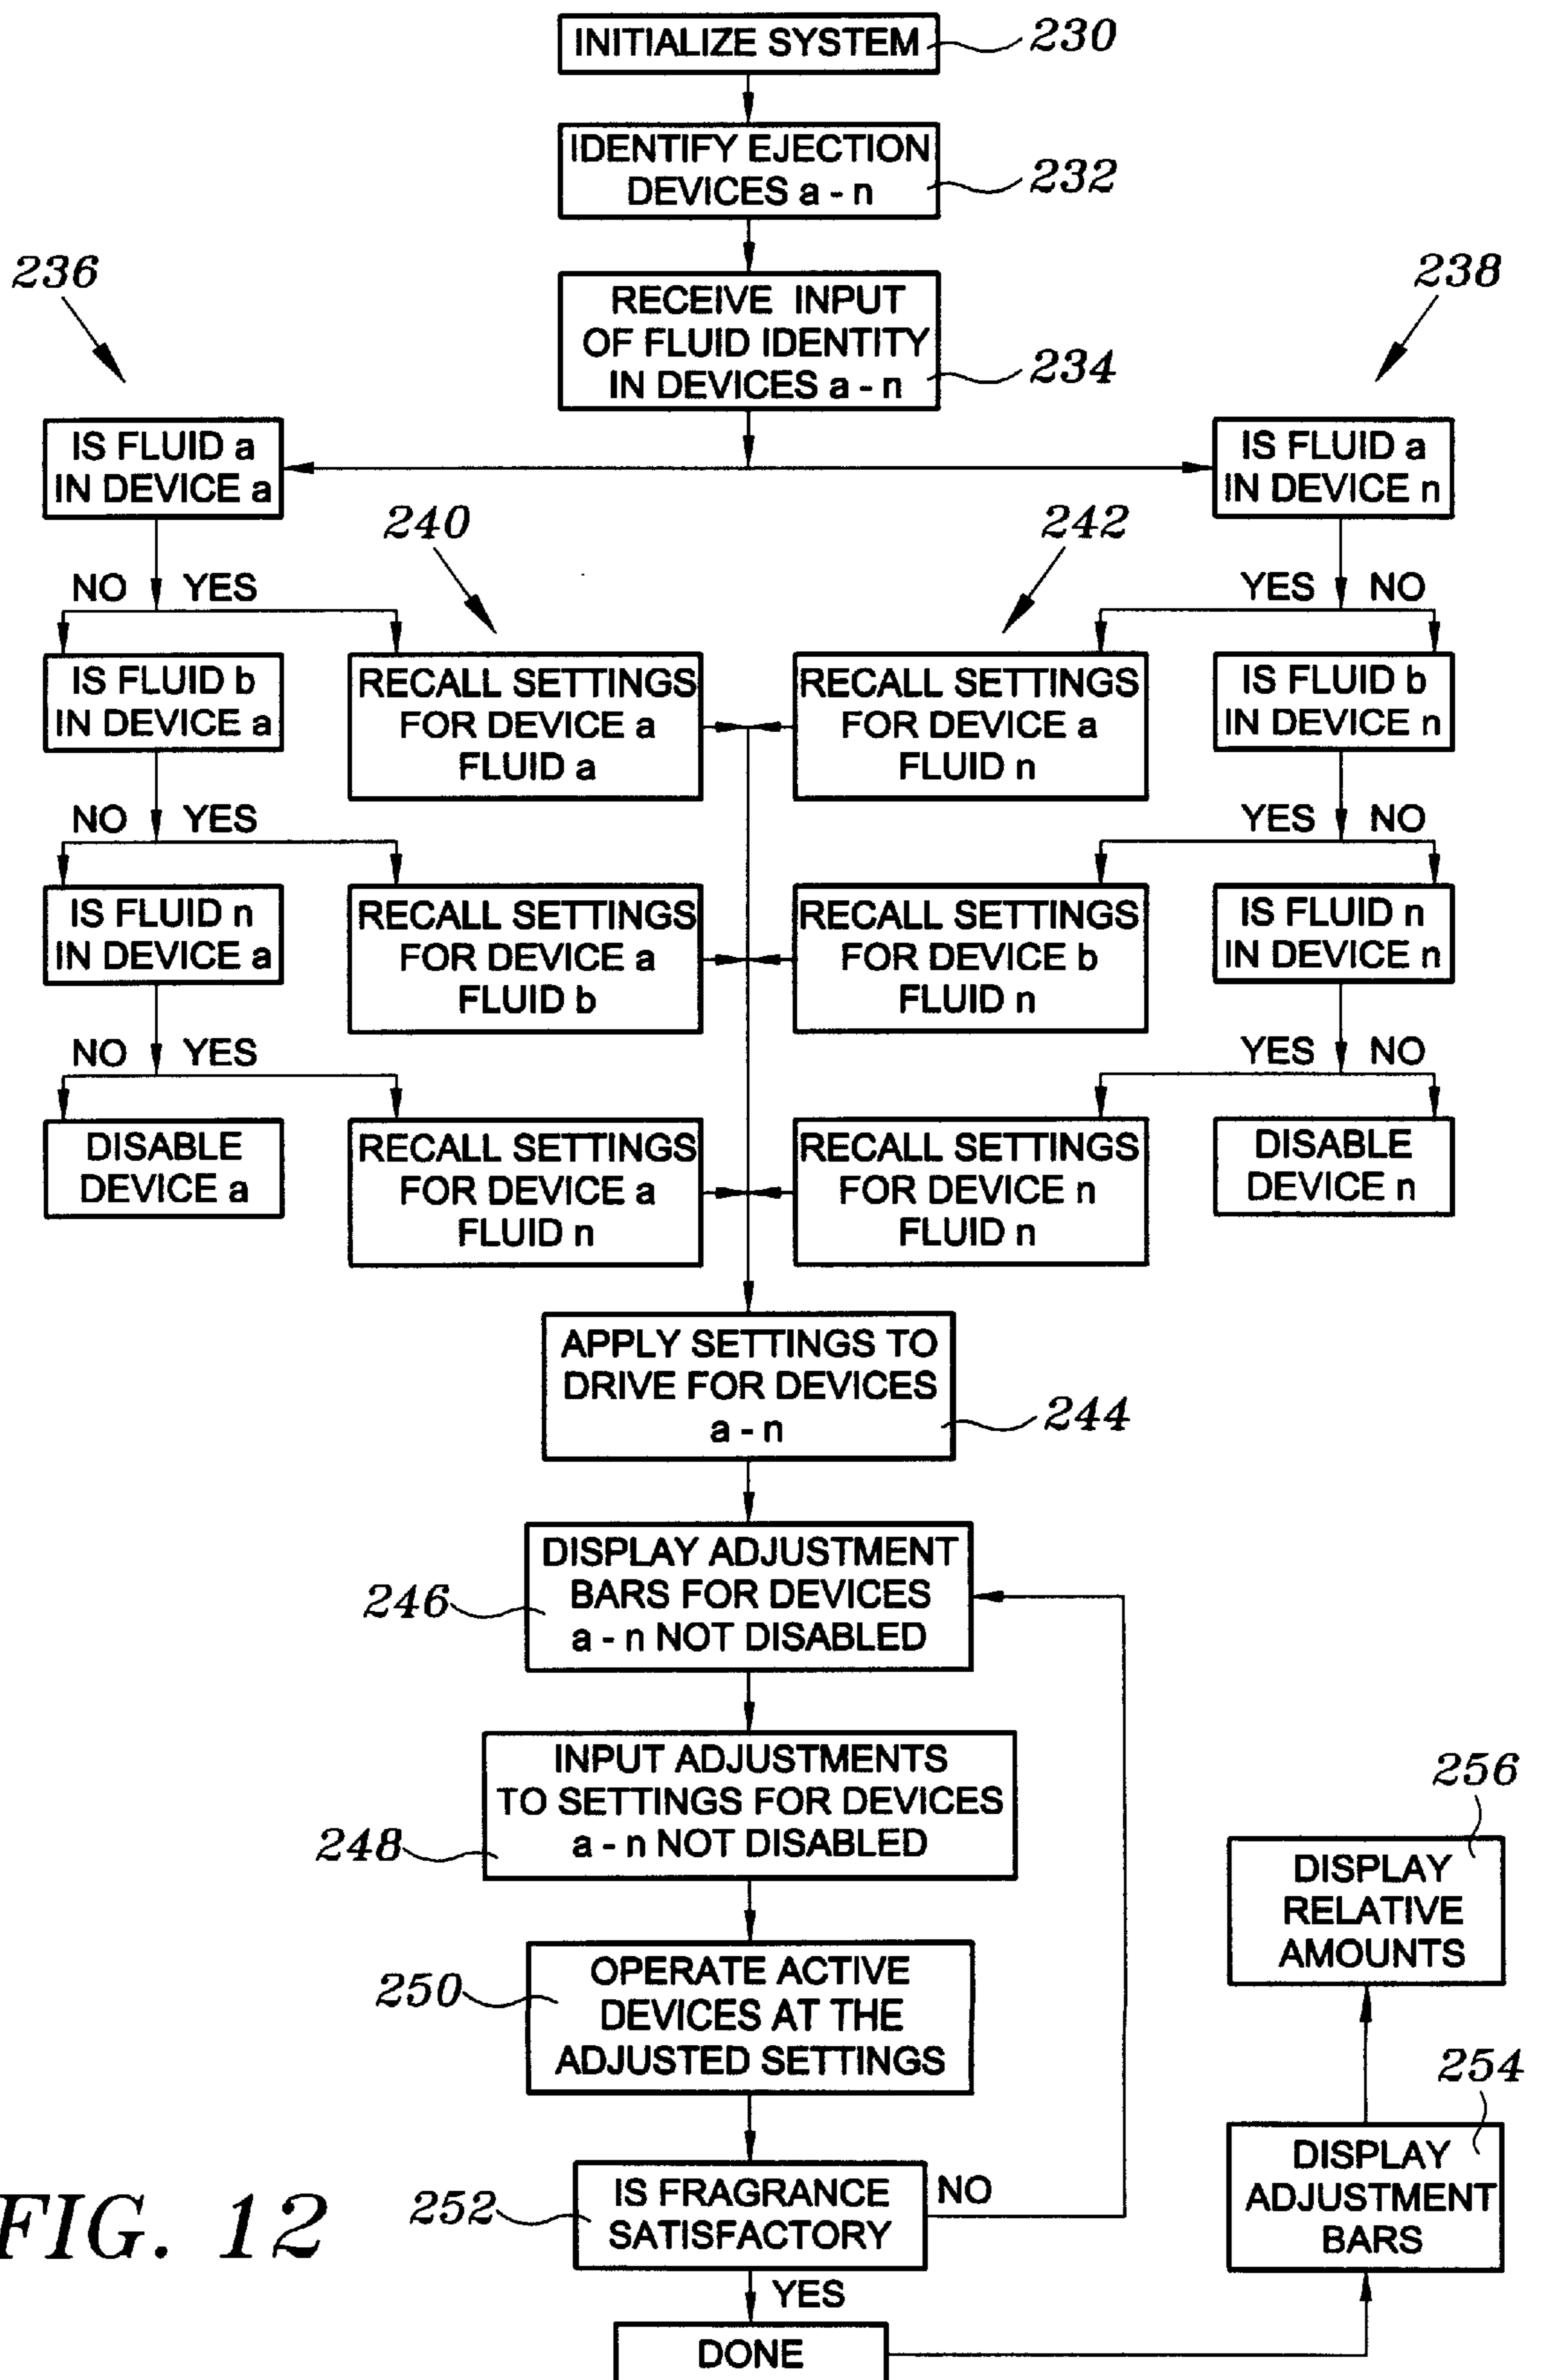 INITIALIZE SYSTEM
230
IDENTIFY EJECTION
DEVICES a - n
232
236
238
RECEIVE INPUT
OF FLUID IDENTITY
IN DEVICES a - n
234
IS FLUID a
IN DEVICE a
IS FLUID a
IN DEVICE n
240
242
NO YES
YES NO
IS FLUID b
IN DEVICE a
RECALL SETTINGS
FOR DEVICE a
FLUID a
RECALL SETTINGS
FOR DEVICE a
FLUID n
IS FLUID b
IN DEVICE n
NO YES
YES NO
IS FLUID n
IN DEVICE a
RECALL SETTINGS
FOR DEVICE a
FLUID b
RECALL SETTINGS
FOR DEVICE b
FLUID n
IS FLUID n
IN DEVICE n
NO YES
YES NO
DISABLE
DEVICE a
RECALL SETTINGS
FOR DEVICE a
FLUID n
RECALL SETTINGS
FOR DEVICE n
FLUID n
DISABLE
DEVICE n
APPLY SETTINGS TO
DRIVE FOR DEVICES
a - n
244
DISPLAY ADJUSTMENT
BARS FOR DEVICES
a - n NOT DISABLED
246
INPUT ADJUSTMENTS
TO SETTINGS FOR DEVICES
a - n NOT DISABLED
248
256
DISPLAY
RELATIVE
AMOUNTS
OPERATE ACTIVE
DEVICES AT THE
ADJUSTED SETTINGS
250
254
DISPLAY
ADJUSTMENT
BARS
IS FRAGRANCE
SATISFACTORY
252
NO
YES
DONE
FIG. 12